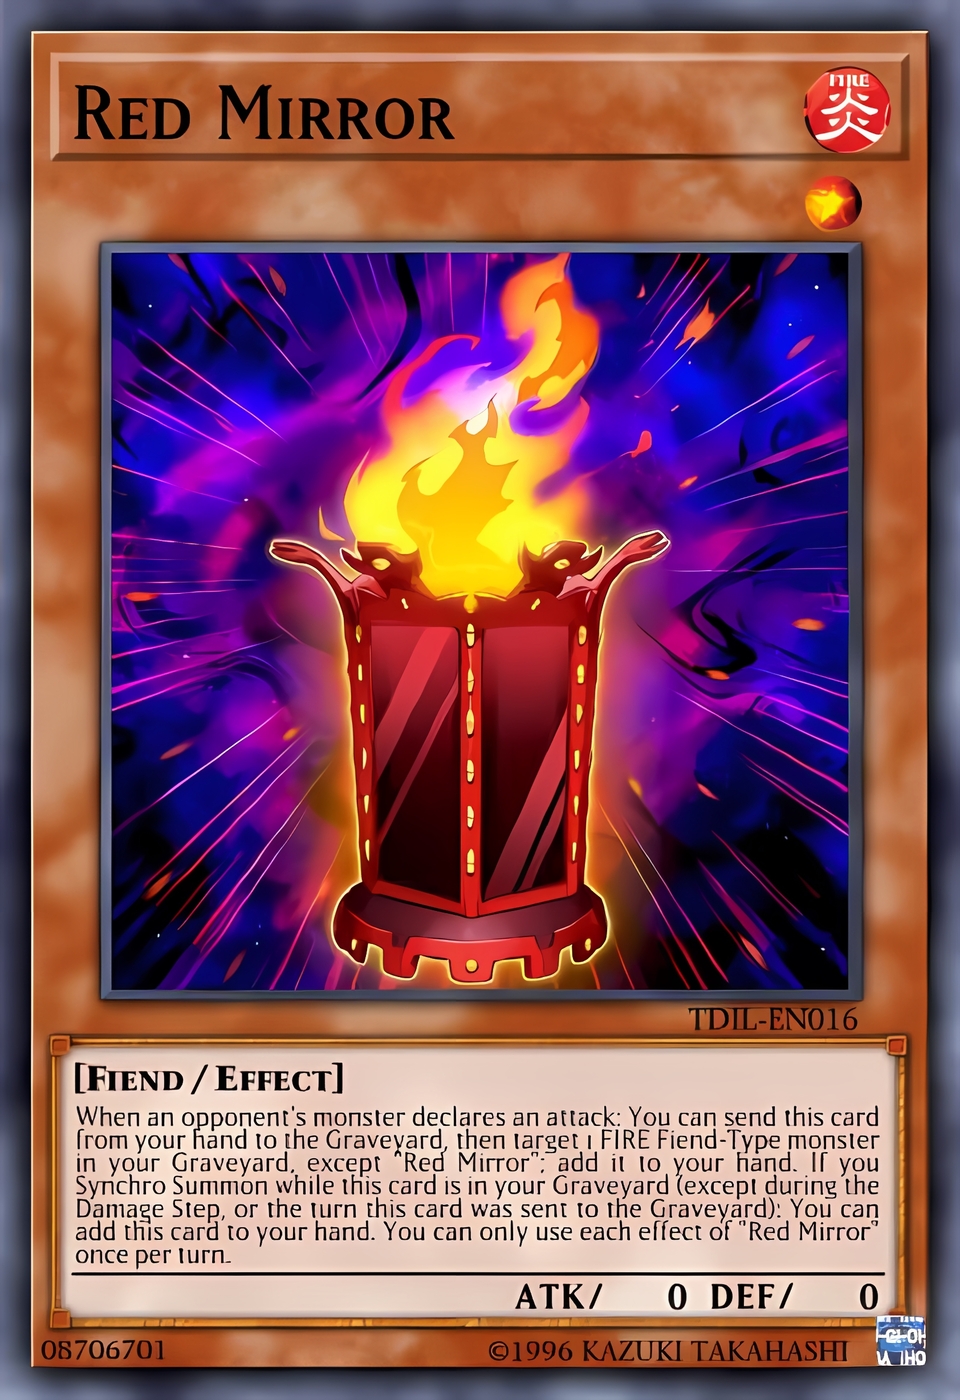 RED MIRROR
炎
TDIL-EN016
[FIEND / EFFECT]
When an opponent's monster declares an attack: You can send this card
from your hand to the Graveyard, then target 1 FIRE Fiend-Type monster
in your Graveyard, except "Red Mirror"; add it to your hand. If you
Synchro Summon while this card is in your Graveyard (except during the
Damage Step, or the turn this card was sent to the Graveyard): You can
add this card to your hand. You can only use each effect of "Red Mirror"
once per turn.
ATK/ 0 DEF/ 0
08706701 ©1996 KAZUKI TAKAHASHI